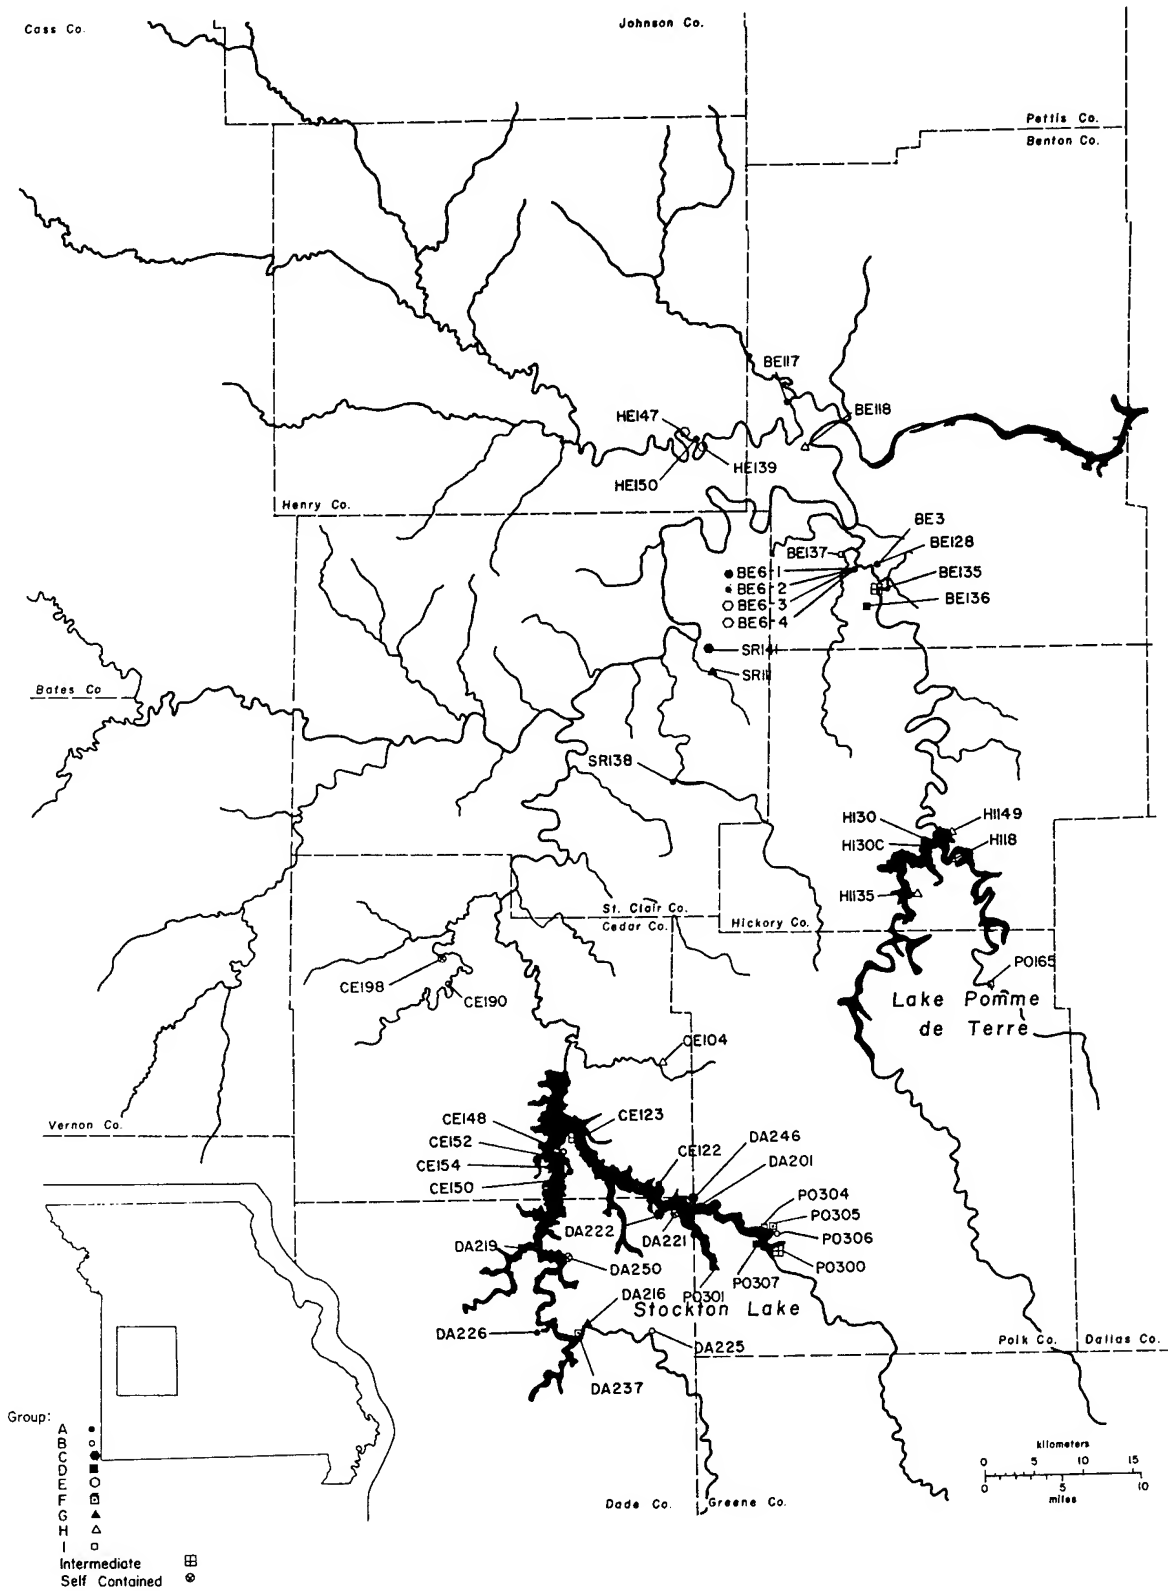 Cass Co.
Johnson Co.
Pettis Co.
Benton Co.
BE117
BE118
HE147
HE139
HE150
Henry Co.
BE3
BE128
BE137
BE6-1
BE6-2
BE6-3
BE6-4
BE135
BE136
SR141
SR111
Bates Co
SR138
HI30
HI30C
HI149
HI18
HI135
St. Clair Co.
Cedar Co.
Hickory Co.
CE198
CE190
PO165
Lake Pomme
de Terre
CE104
Vernon Co.
CE148
CE123
CE152
CE154
CE150
CE122
DA246
DA201
PO304
PO305
PO306
PO300
DA222
DA221
PO307
PO301
DA219
DA250
DA216
Stockton Lake
DA226
DA225
DA237
Polk Co.
Dallas Co.
Group:
A
B
C
D
E
F
G
H
I
Intermediate
Self Contained
Dade Co.
Greene Co.
kilometers
0 5 10 15
0 5 10
miles